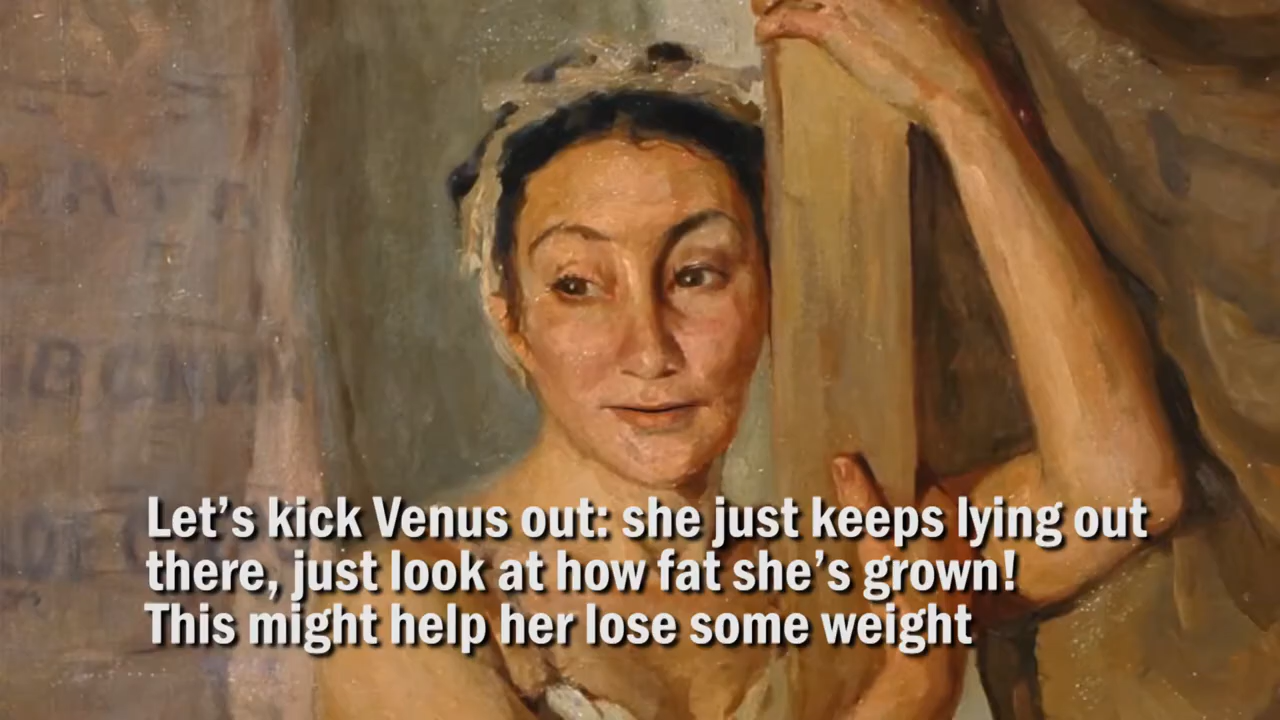 Let’s kick Venus out: she just keeps lying out
there, just look at how fat she’s grown!
This might help her lose some weight